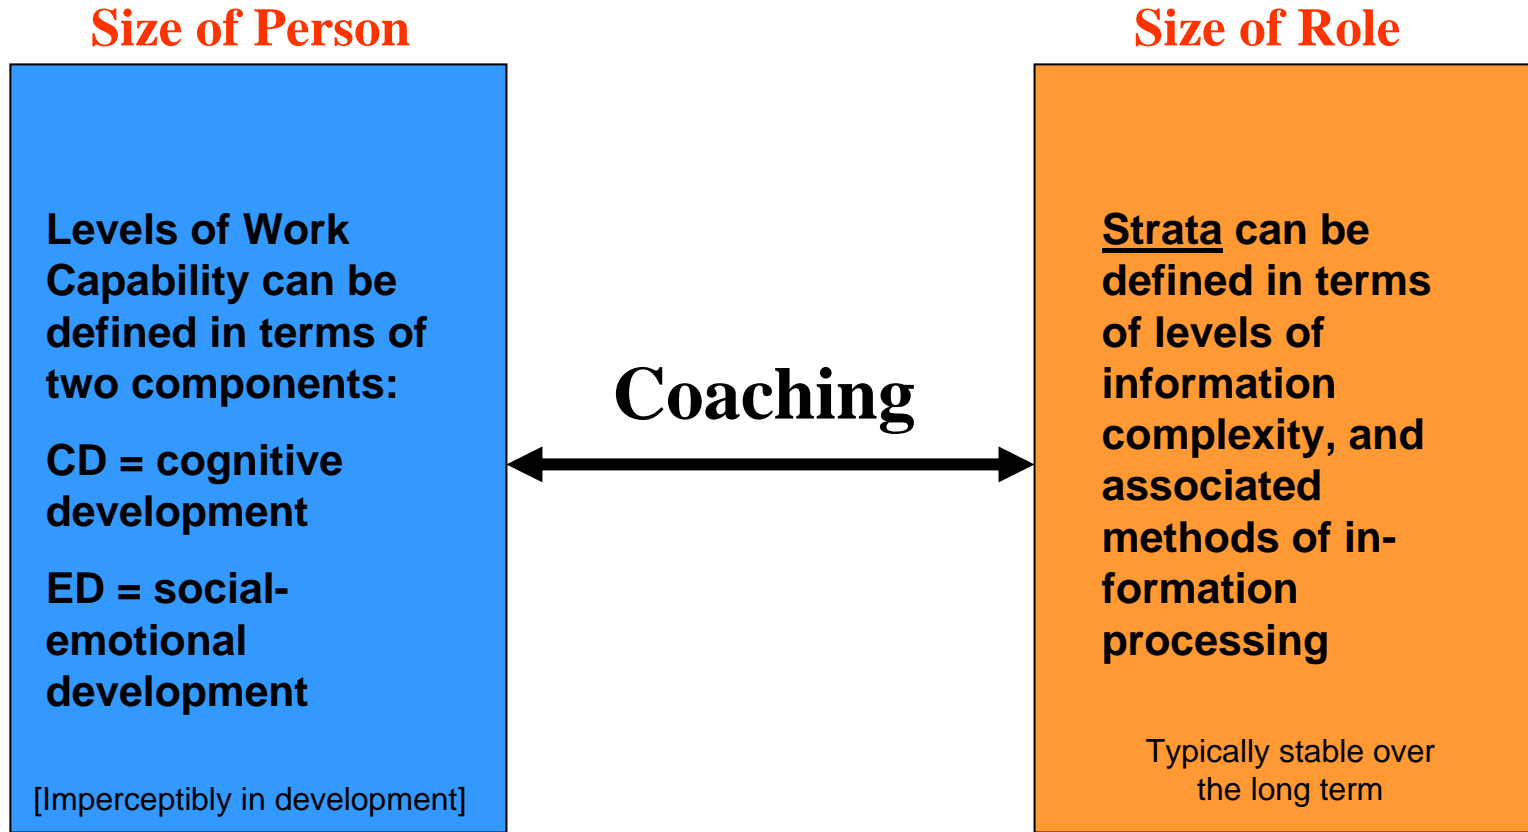 Size of Person
Levels of Work
Capability can be
defined in terms of
two components:
CD = cognitive
development
ED = social-
emotional
development
[Imperceptibly in development]
Coaching
Size of Role
Strata can be
defined in terms
of levels of
information
complexity, and
associated
methods of in-
formation
processing
Typically stable over
the long term